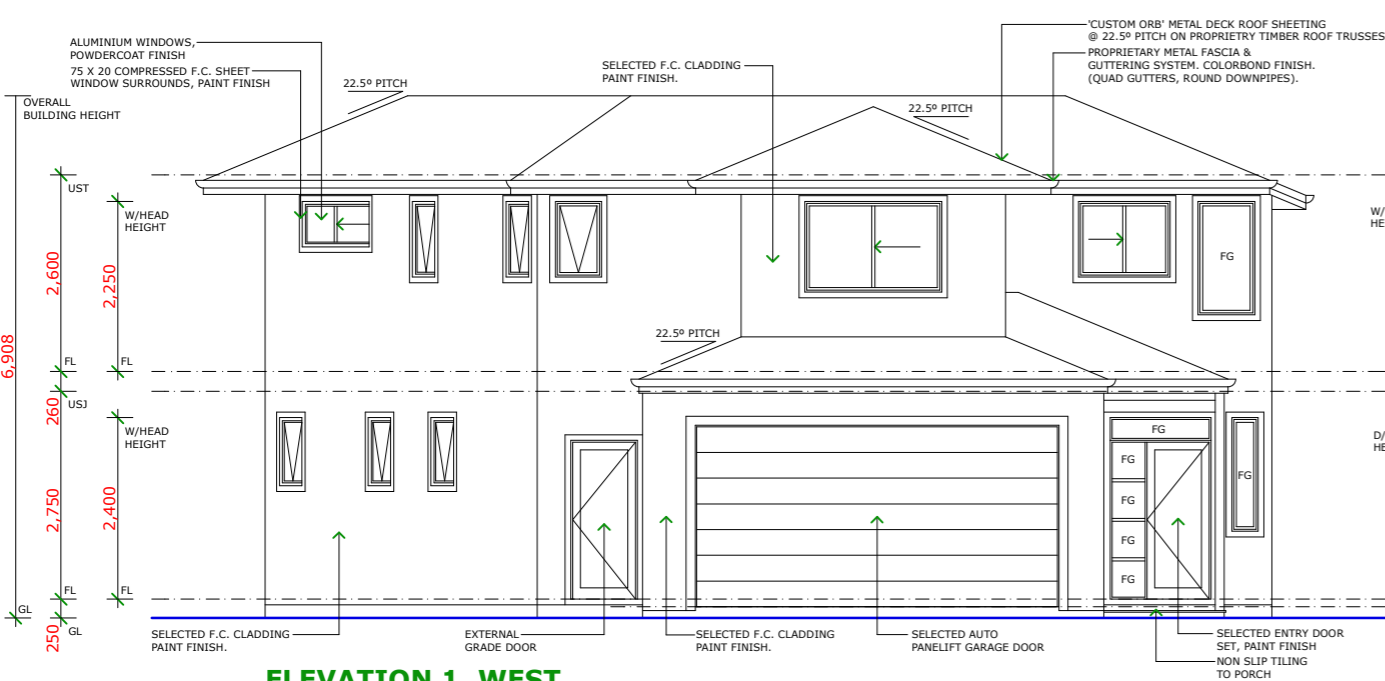 'CUSTOM ORB' METAL DECK ROOF SHEETING
@ 22.5º PITCH ON PROPRIETRY TIMBER ROOF TRUSSES
PROPRIETARY METAL FASCIA &
GUTTERING SYSTEM. COLORBOND FINISH.
(QUAD GUTTERS, ROUND DOWNPIPES).
ALUMINIUM WINDOWS,
POWDERCOAT FINISH
75 X 20 COMPRESSED F.C. SHEET
WINDOW SURROUNDS, PAINT FINISH
SELECTED F.C. CLADDING
PAINT FINISH.
22.5º PITCH
22.5º PITCH
OVERALL
BUILDING HEIGHT
UST
W/HEAD
HEIGHT
W/
HE
FG
2,600
2,250
6,908
22.5º PITCH
FL
FL
260
USJ
W/HEAD
HEIGHT
D/
HE
FG
FG
FG
FG
FG
FG
2,750
2,400
FL
FL
GL
250
GL
SELECTED F.C. CLADDING
PAINT FINISH.
EXTERNAL
GRADE DOOR
SELECTED F.C. CLADDING
PAINT FINISH.
SELECTED AUTO
PANELIFT GARAGE DOOR
SELECTED ENTRY DOOR
SET, PAINT FINISH
NON SLIP TILING
TO PORCH
ELEVATION 1 WEST